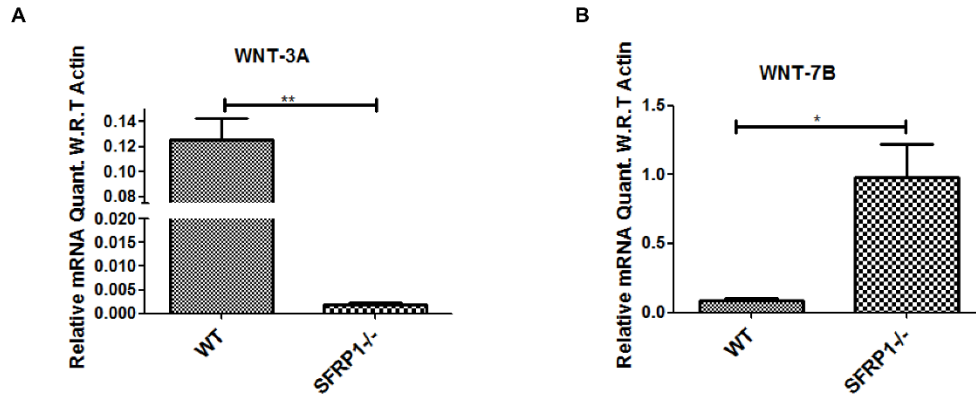 A
WNT-3A
**
Relative mRNA Quant. W.R.T Actin
0.14
0.12
0.10
0.08
0.020
0.015
0.010
0.005
0.000
WT
SFRP1-/-
B
WNT-7B
*
Relative mRNA Quant. W.R.T Actin
1.5
1.0
0.5
0.0
WT
SFRP1-/-